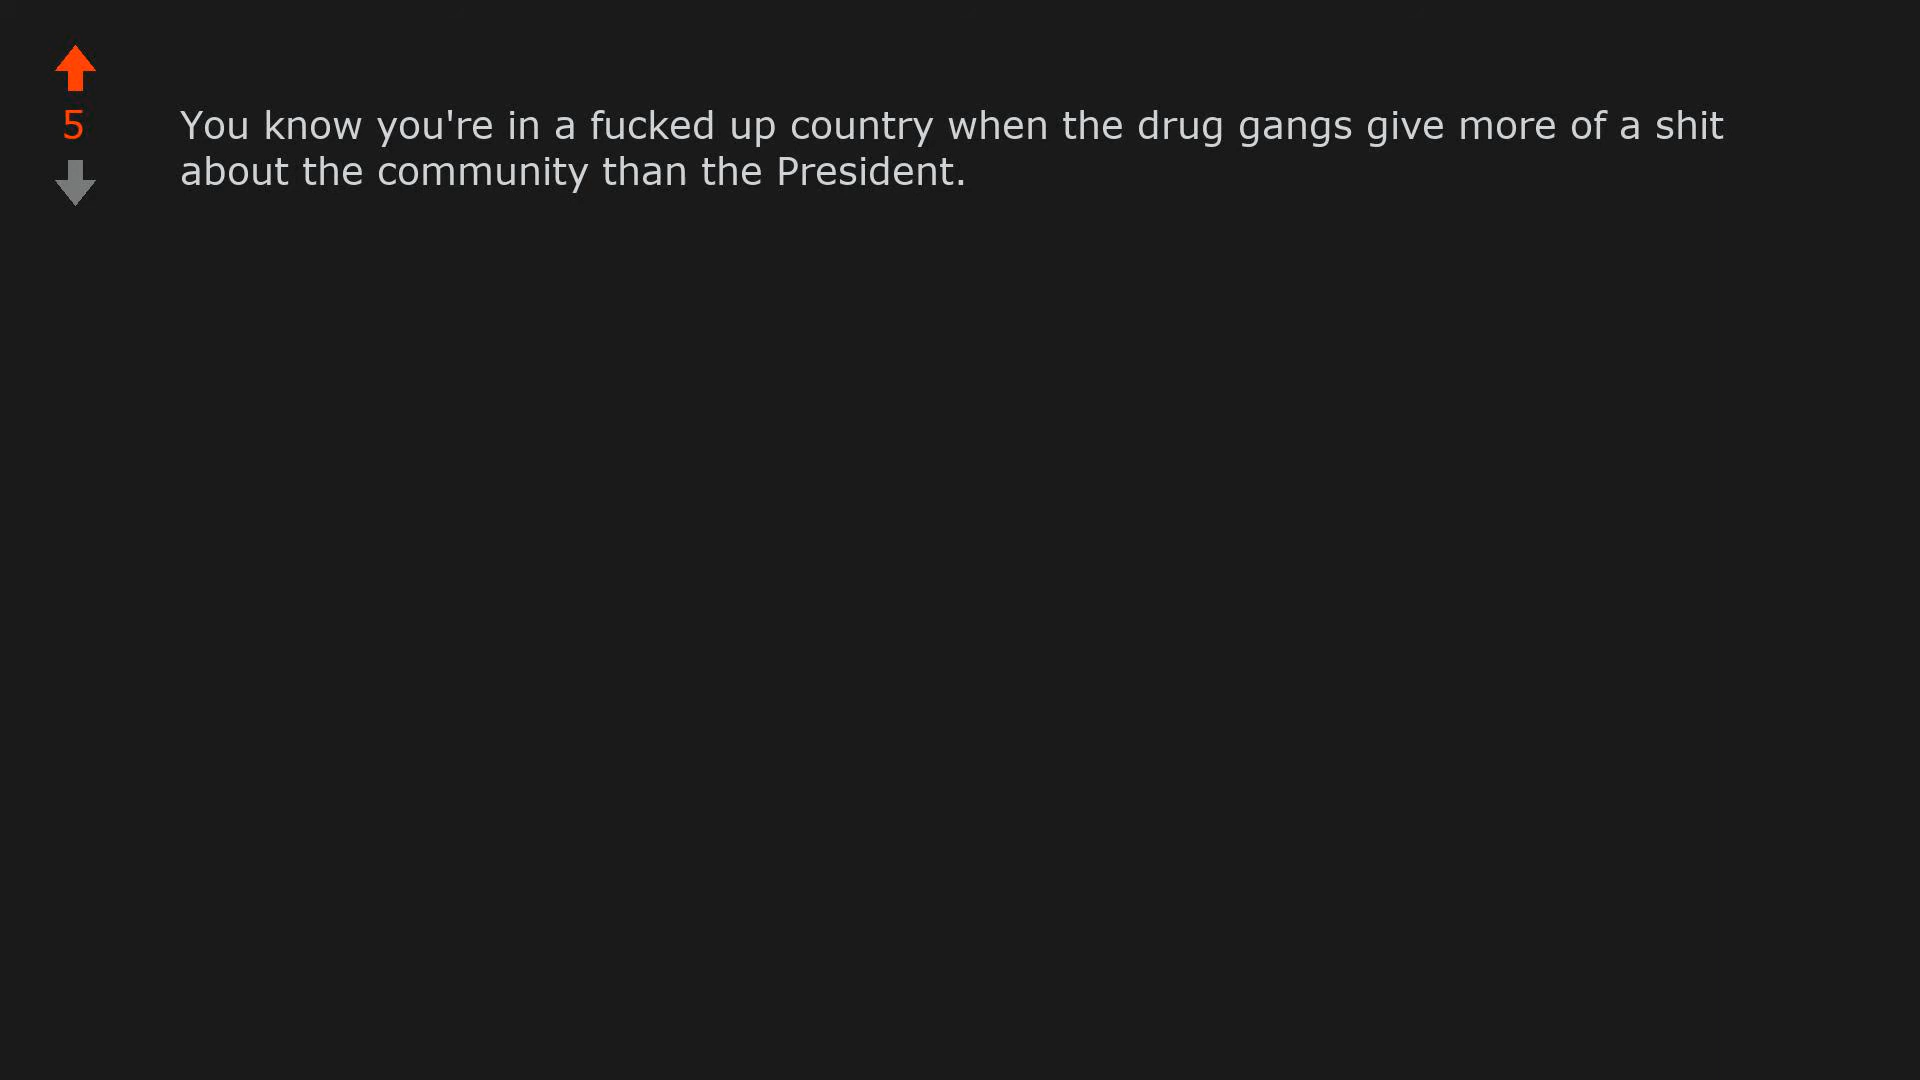 5
You know you're in a fucked up country when the drug gangs give more of a shit
about the community than the President.